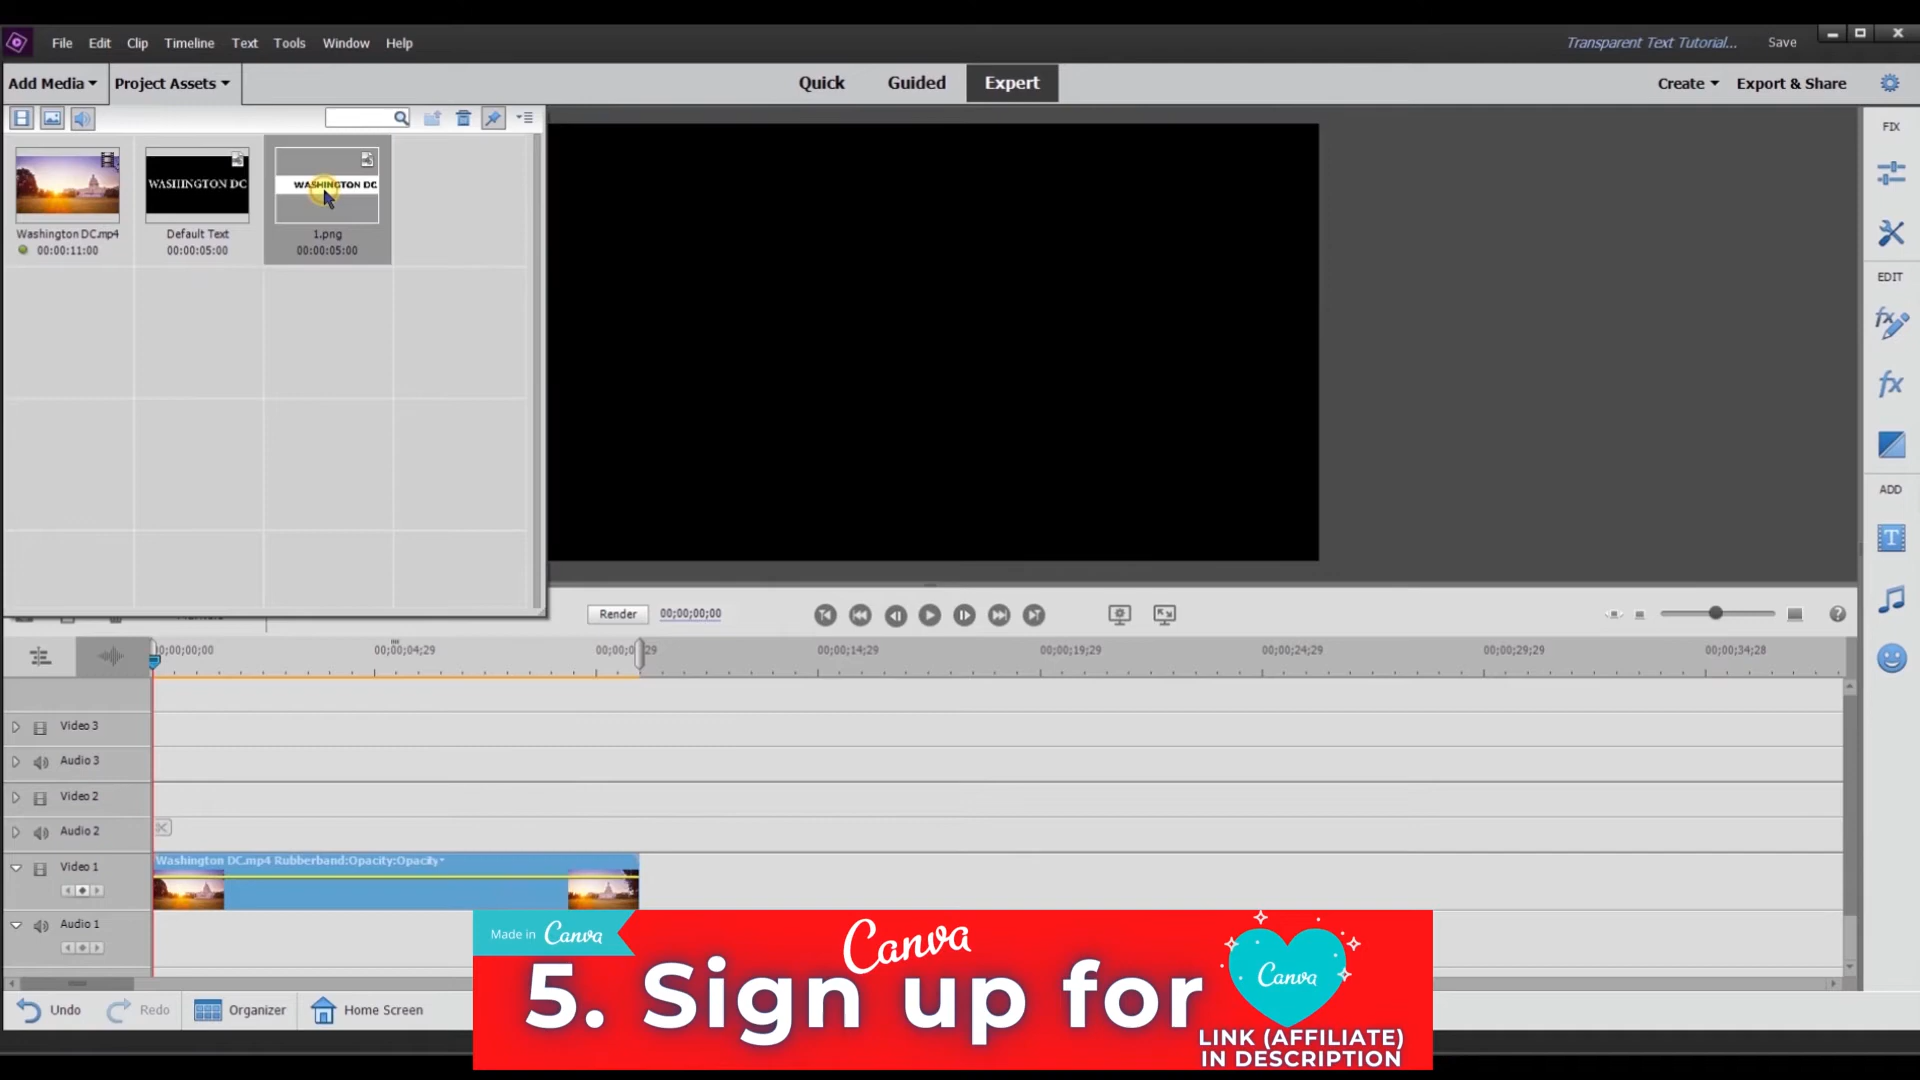 File Edit Clip Timeline Text Tools Window Help
Transparent Text Tutorial... Save
Add Media Project Assets
Quick Guided Expert
Create Export & Share
FIX
WASHINGTON DC
WASHINGTON DC
Washington DC.mp4 Default Text 1.png
00:00:11:00 00:00:05:00 00:00:05:00
EDIT
fx
fx
ADD
T
Render 00;00;00;00
00;00;04;29 00;00;14;29 00;00;19;29 00;00;24;29 00;00;29;29 00;00;34;28
Video 3
Audio 3
Video 2
Audio 2
Video 1
Washington DC.mp4 Rubberband:Opacity:Opacity
Audio 1
Made in Canva
Canva
5. Sign up for
Canva
LINK (AFFILIATE)
IN DESCRIPTION
Undo Redo Organizer Home Screen